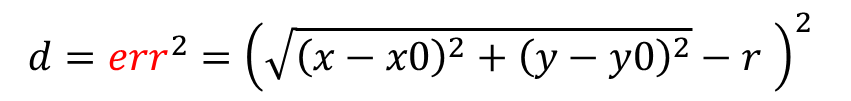 d = err² = (√(x − x0)² + (y − y0)² − r )²